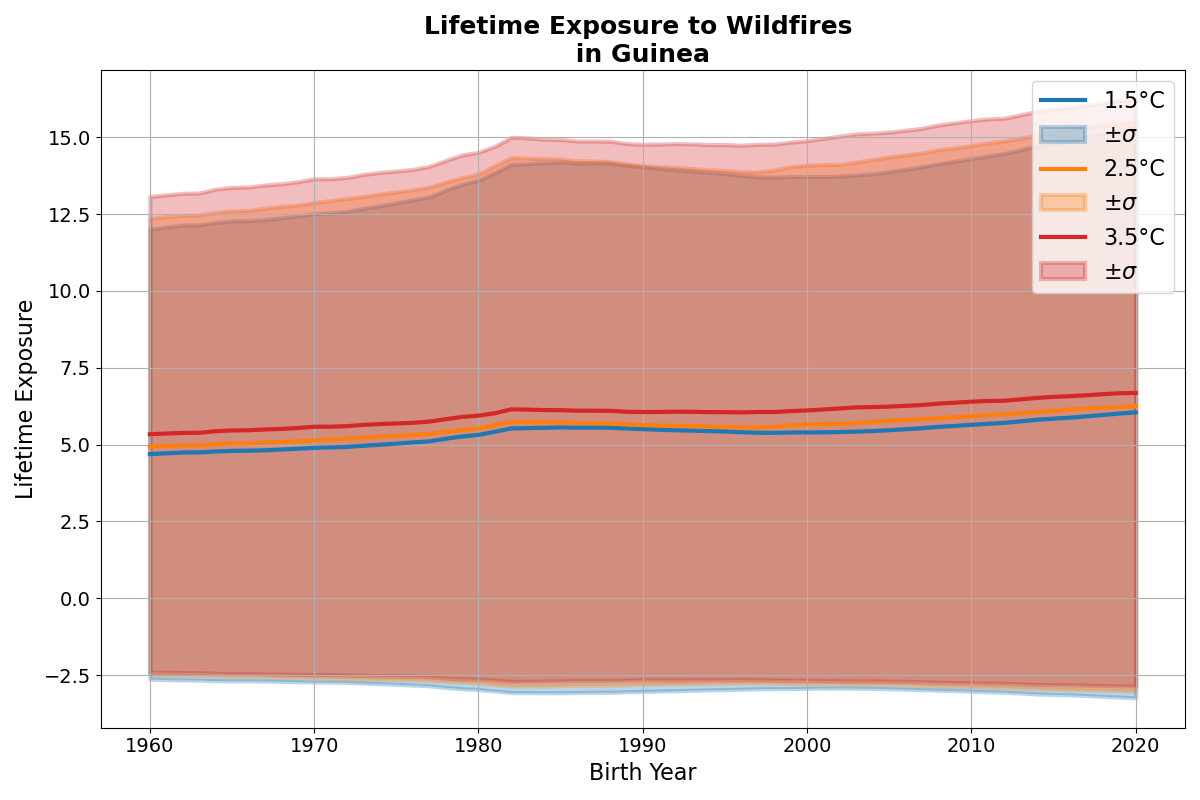 Lifetime Exposure to Wildfires
in Guinea
Lifetime Exposure
15.0
12.5
10.0
7.5
5.0
2.5
0.0
−2.5
1960
1970
1980
1990
2000
2010
2020
Birth Year
1.5°C
±σ
2.5°C
±σ
3.5°C
±σ